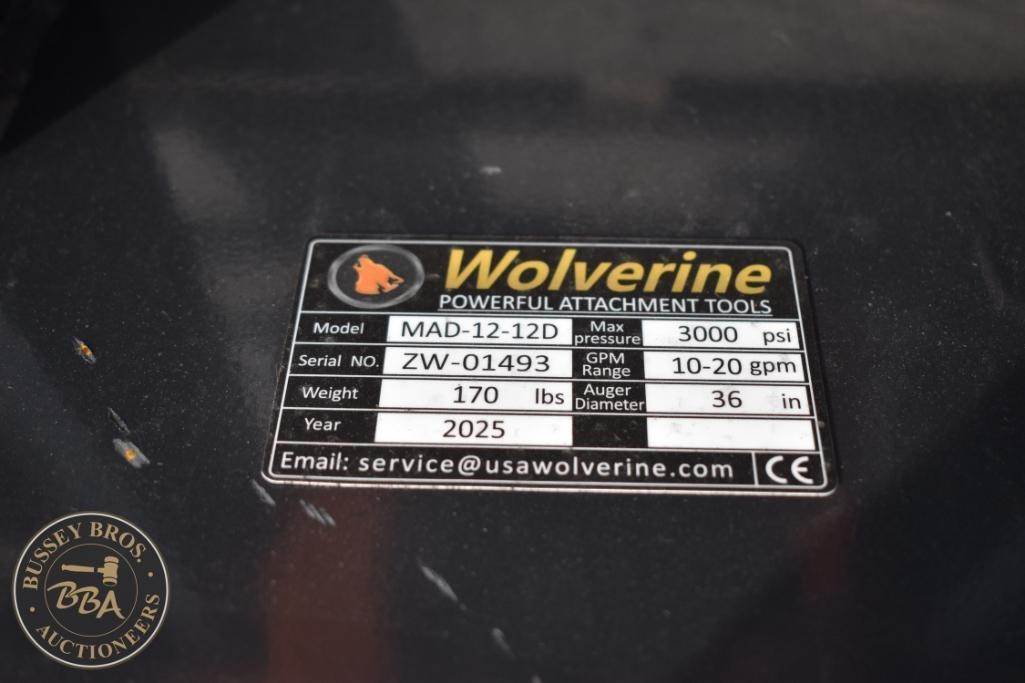 Wolverine
POWERFUL ATTACHMENT TOOLS
Model MAD-12-12D Max pressure 3000 psi
Serial NO. ZW-01493 GPM Range 10-20 gpm
Weight 170 lbs Auger Diameter 36 in
Year 2025
Email: service@usawolverine.com CE
BUSSEY BROS.
BBA
AUCTIONEERS